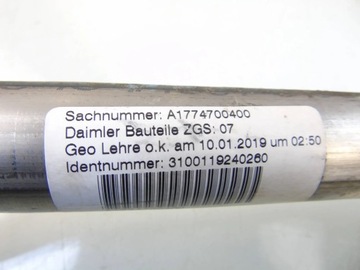 Sachnummer: A1774700400
Daimler Bauteile ZGS: 07
Geo Lehre o.k. am 10.01.2019 um 02:50
Identnummer: 3100119240260